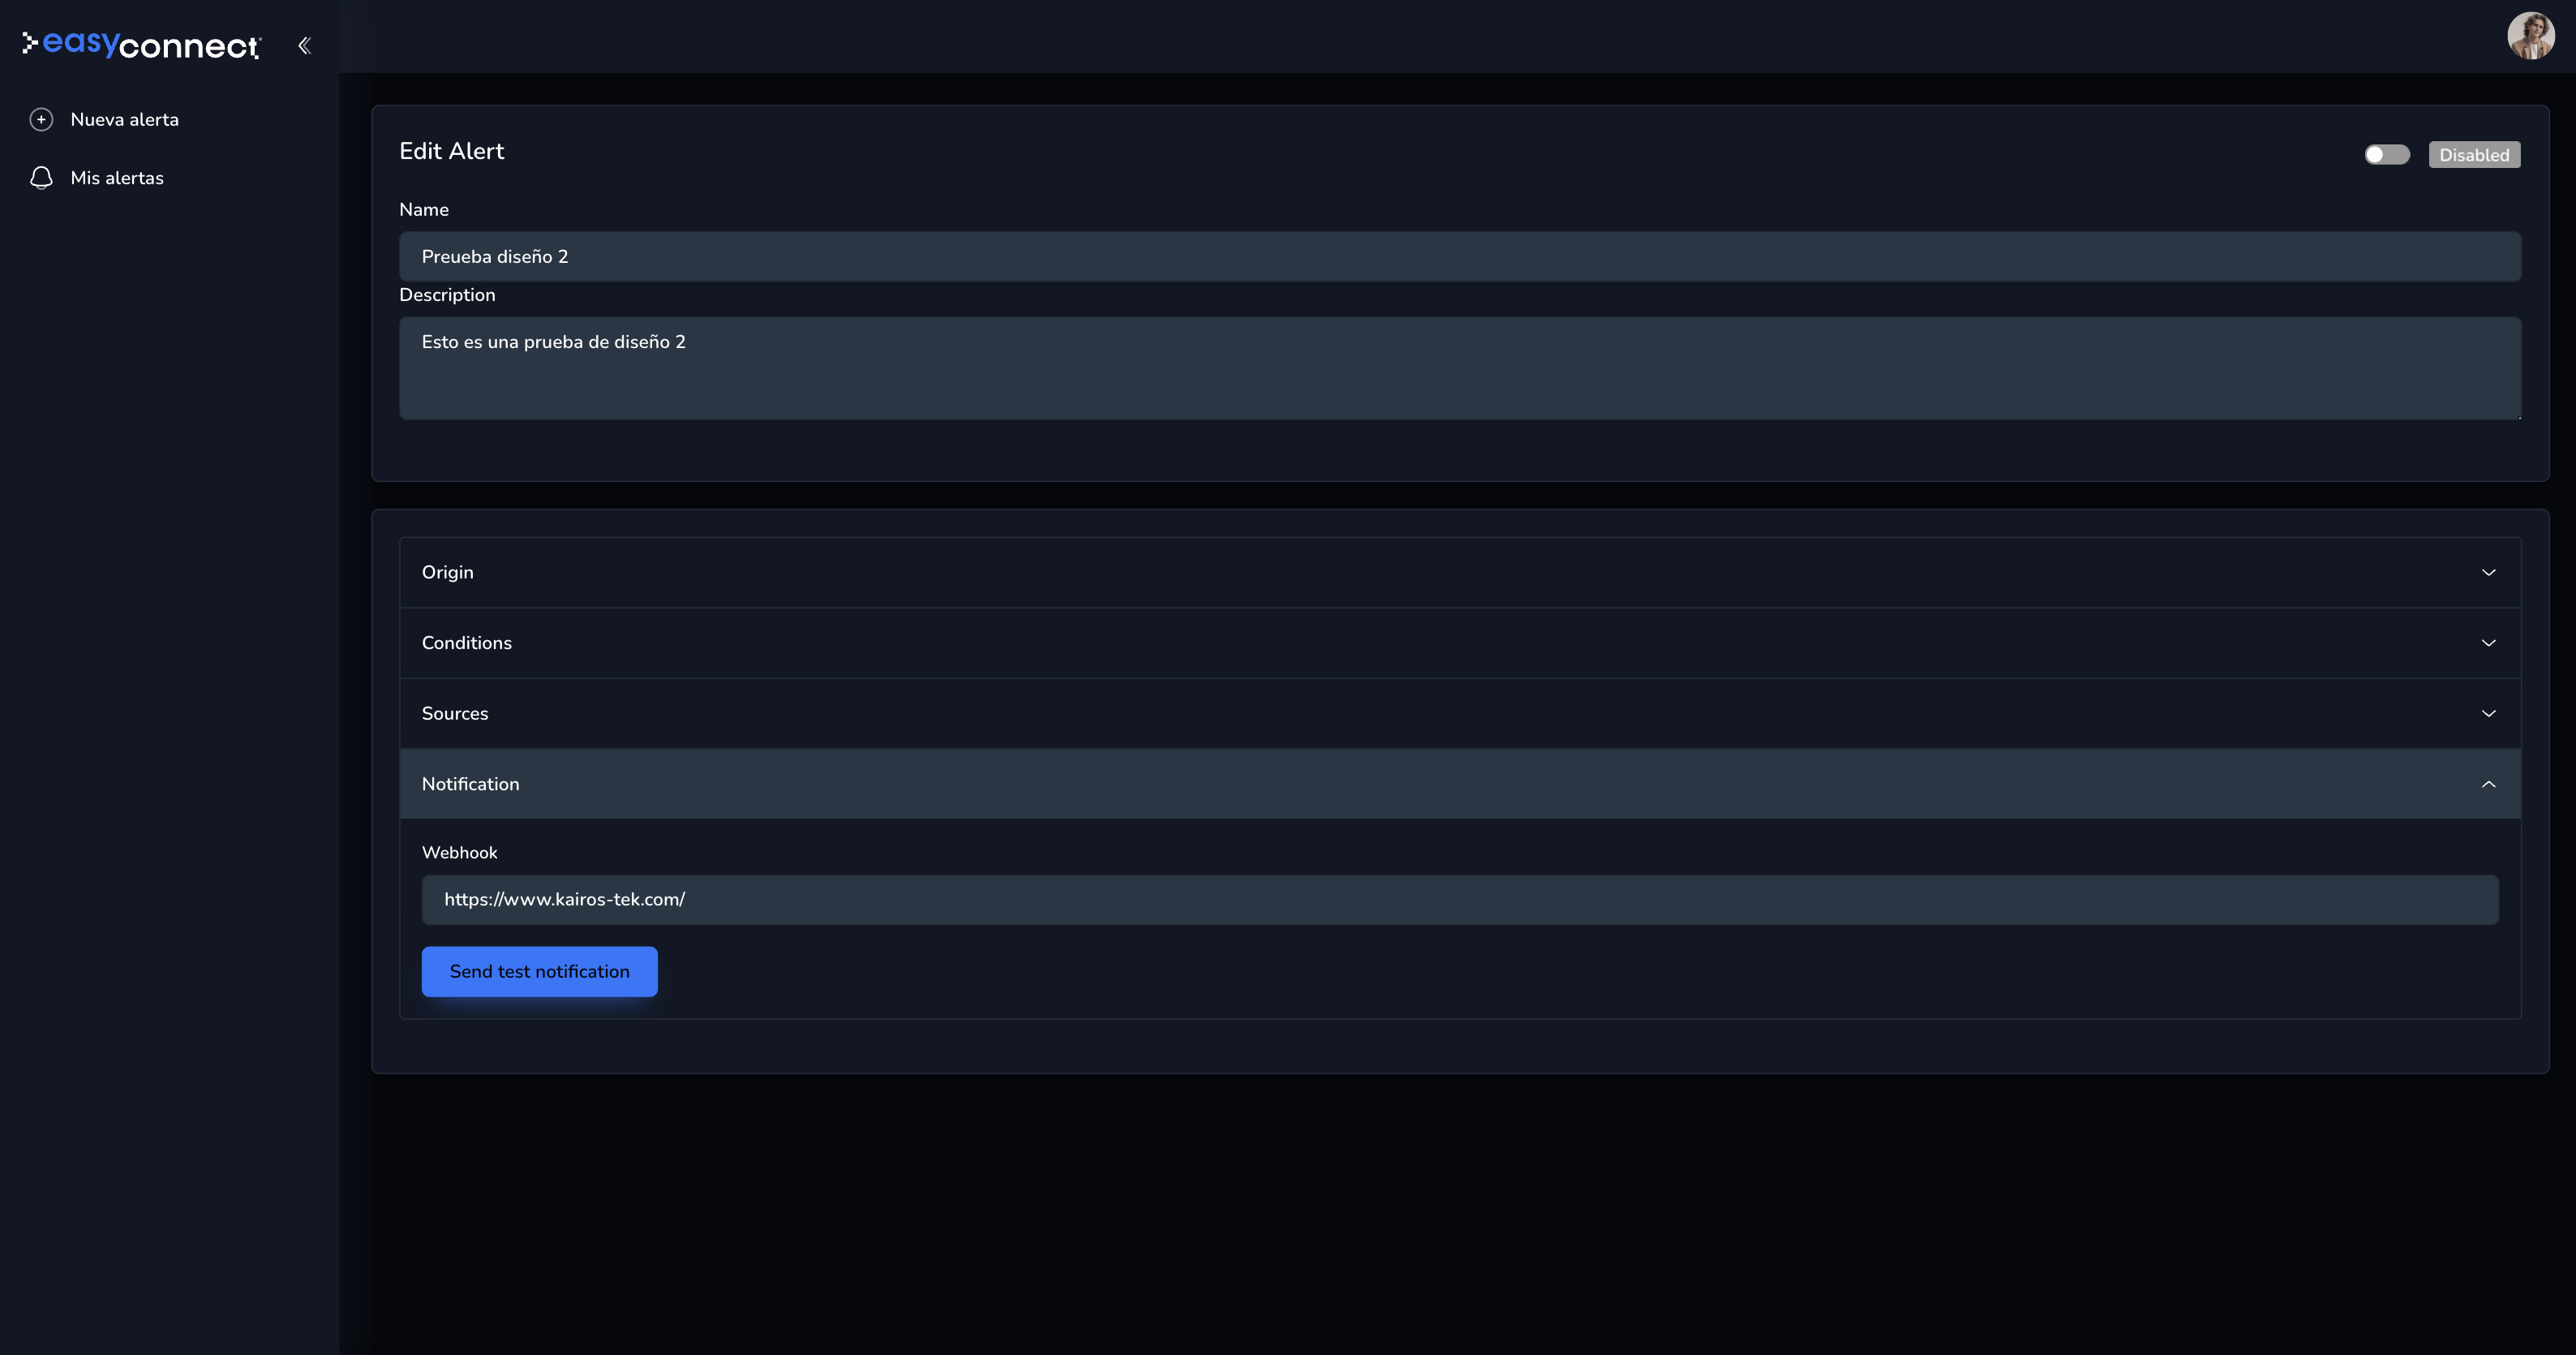 easyconnect
Nueva alerta
Mis alertas
Edit Alert
Disabled
Name
Preueba diseño 2
Description
Esto es una prueba de diseño 2
Origin
Conditions
Sources
Notification
Webhook
https://www.kairos-tek.com/
Send test notification